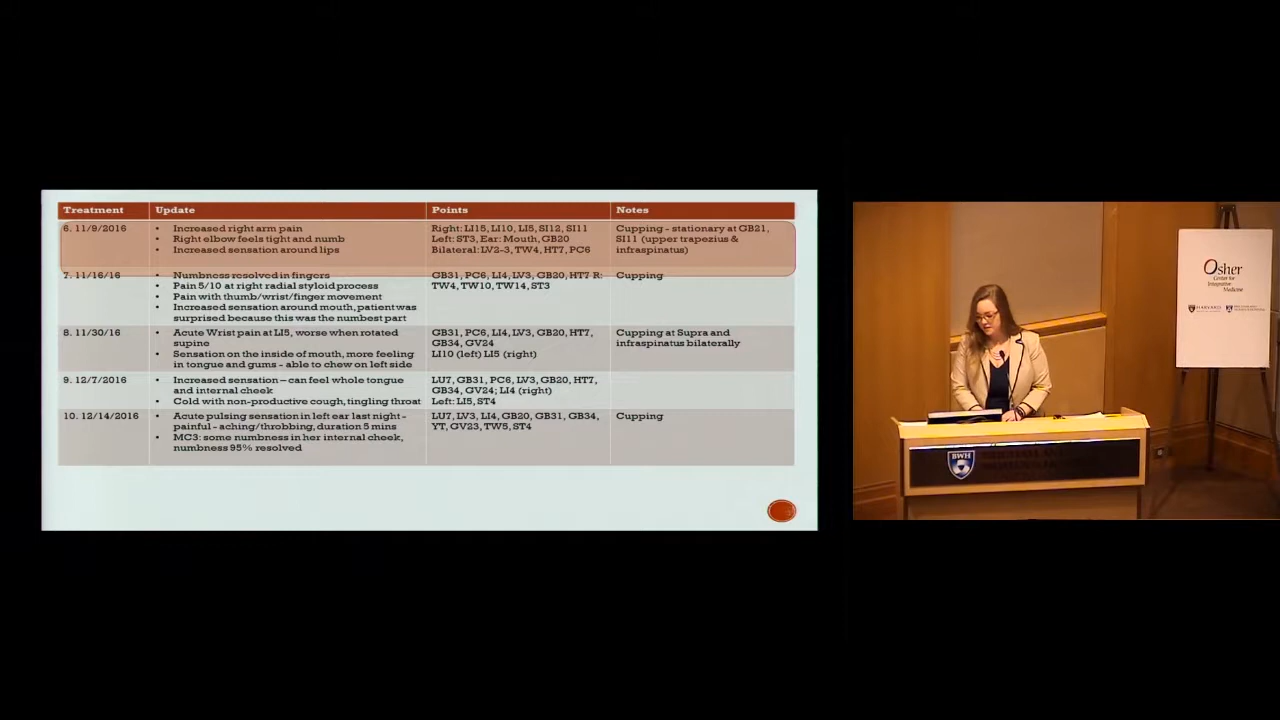 Treatment Update Points Notes
6. 11/9/2016
• Increased right arm pain
• Right elbow feels tight and numb
• Increased sensation around lips
Right: LI15, LI10, LI5, SI12, SI11
Left: ST3, Ear: Mouth, GB20
Bilateral: LV2-3, TW4, HT7, PC6
Cupping - stationary at GB21,
SI11 (upper trapezius &
infraspinatus)
7. 11/16/16
• Numbness resolved in fingers
• Pain 5/10 at right radial styloid process
• Pain with thumb/wrist/finger movement
• Increased sensation around mouth, patient was
surprised because this was the numbest part
GB31, PC6, LI4, LV3, GB20, HT7 R:
TW4, TW10, TW14, ST3
Cupping
8. 11/30/16
• Acute Wrist pain at LI5, worse when rotated
supine
• Sensation on the inside of mouth, more feeling
in tongue and gums - able to chew on left side
GB31, PC6, LI4, LV3, GB20, HT7,
GB34, GV24
LI10 (left) LI5 (right)
Cupping at Supra and
infraspinatus bilaterally
9. 12/7/2016
• Increased sensation – can feel whole tongue
and internal cheek
• Cold with non-productive cough, tingling throat
LU7, GB31, PC6, LV3, GB20, HT7,
GB34, GV24; LI4 (right)
Left: LI5, ST4
10. 12/14/2016
• Acute pulsing sensation in left ear last night -
painful - aching/throbbing, duration 5 mins
• MC3: some numbness in her internal cheek,
numbness 95% resolved
LU7, LV3, LI4, GB20, GB31, GB34,
YT, GV23, TW5, ST4
Cupping
Osher
Center for
Integrative
Medicine
HARVARD
BWH